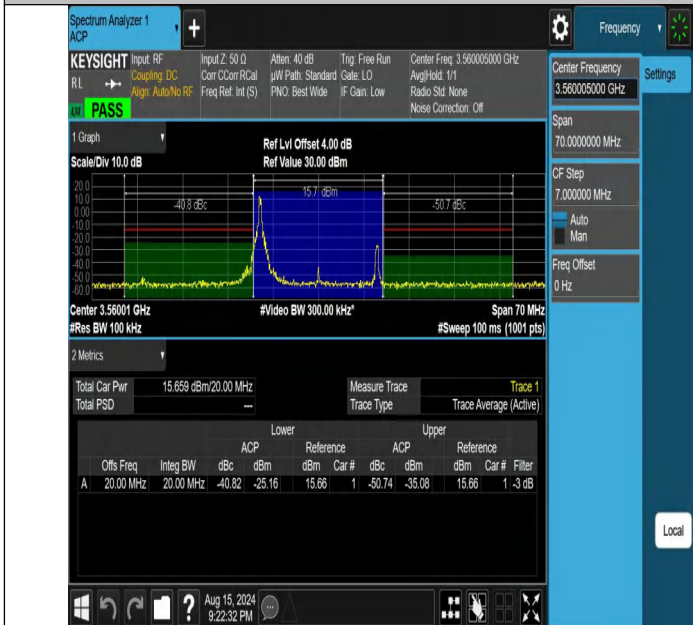 Spectrum Analyzer 1
ACP
+
Frequency
KEYSIGHT Input: RF Input Z: 50 Ω Atten: 40 dB Trig: Free Run Center Freq: 3.560005000 GHz
RL Coupling: DC Corr CCorr RCal µW Path: Standard Gate: LO Avg|Hold: 1/1
Align: Auto/No RF Freq Ref: Int (S) PNO: Best Wide IF Gain: Low Radio Std: None
PASS Noise Correction: Off
Center Frequency
3.560005000 GHz
Settings
Span
70.0000000 MHz
CF Step
7.000000 MHz
Auto
Man
Freq Offset
0 Hz
1 Graph
Ref Lvl Offset 4.00 dB
Scale/Div 10.0 dB Ref Value 30.00 dBm
20.0
10.0
0.00
-10.0
-20.0
-30.0
-40.0
-50.0
-60.0
-40.8 dBc 15.7 dBm -50.7 dBc
Center 3.56001 GHz #Video BW 300.00 kHz* Span 70 MHz
#Res BW 100 kHz #Sweep 100 ms (1001 pts)
2 Metrics
Total Car Pwr 15.659 dBm/20.00 MHz Measure Trace Trace 1
Total PSD --- Trace Type Trace Average (Active)
Lower Upper
ACP Reference ACP Reference
Offs Freq Integ BW dBc dBm dBm Car # dBc dBm dBm Car # Filter
A 20.00 MHz 20.00 MHz -40.82 -25.16 15.66 1 -50.74 -35.08 15.66 1 -3 dB
Local
?
Aug 15, 2024
9:22:32 PM